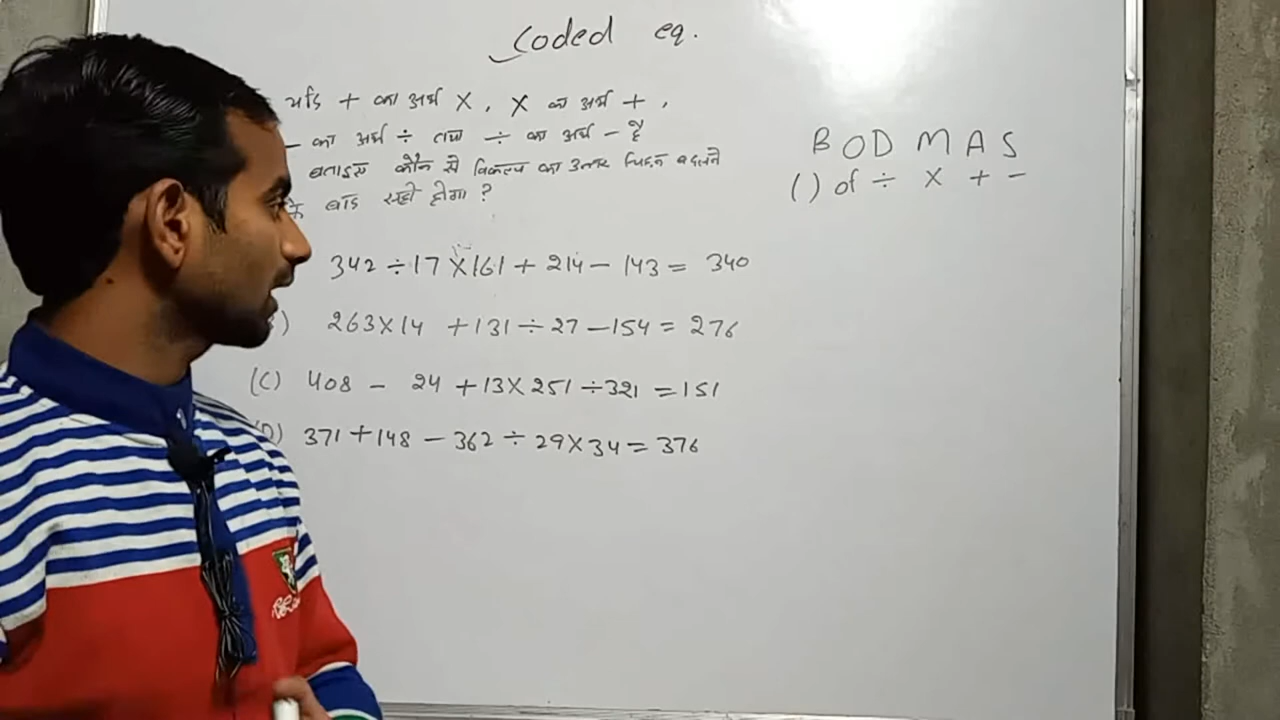 Coded eq.
यदि + का अर्थ X, X का अर्थ +,
– का अर्थ ÷ तथा ÷ का अर्थ – है
बताइए कौन से विकल्प का उत्तर चिह्न बदलने
के बाद सही होगा ?
BODMAS
( ) of ÷ X + –
342 ÷ 17 X 161 + 214 – 143 = 340
) 263 X 14 + 131 ÷ 27 – 154 = 276
(C) 408 – 24 + 13 X 251 ÷ 321 = 151
D) 371 + 148 – 362 ÷ 29 X 34 = 376